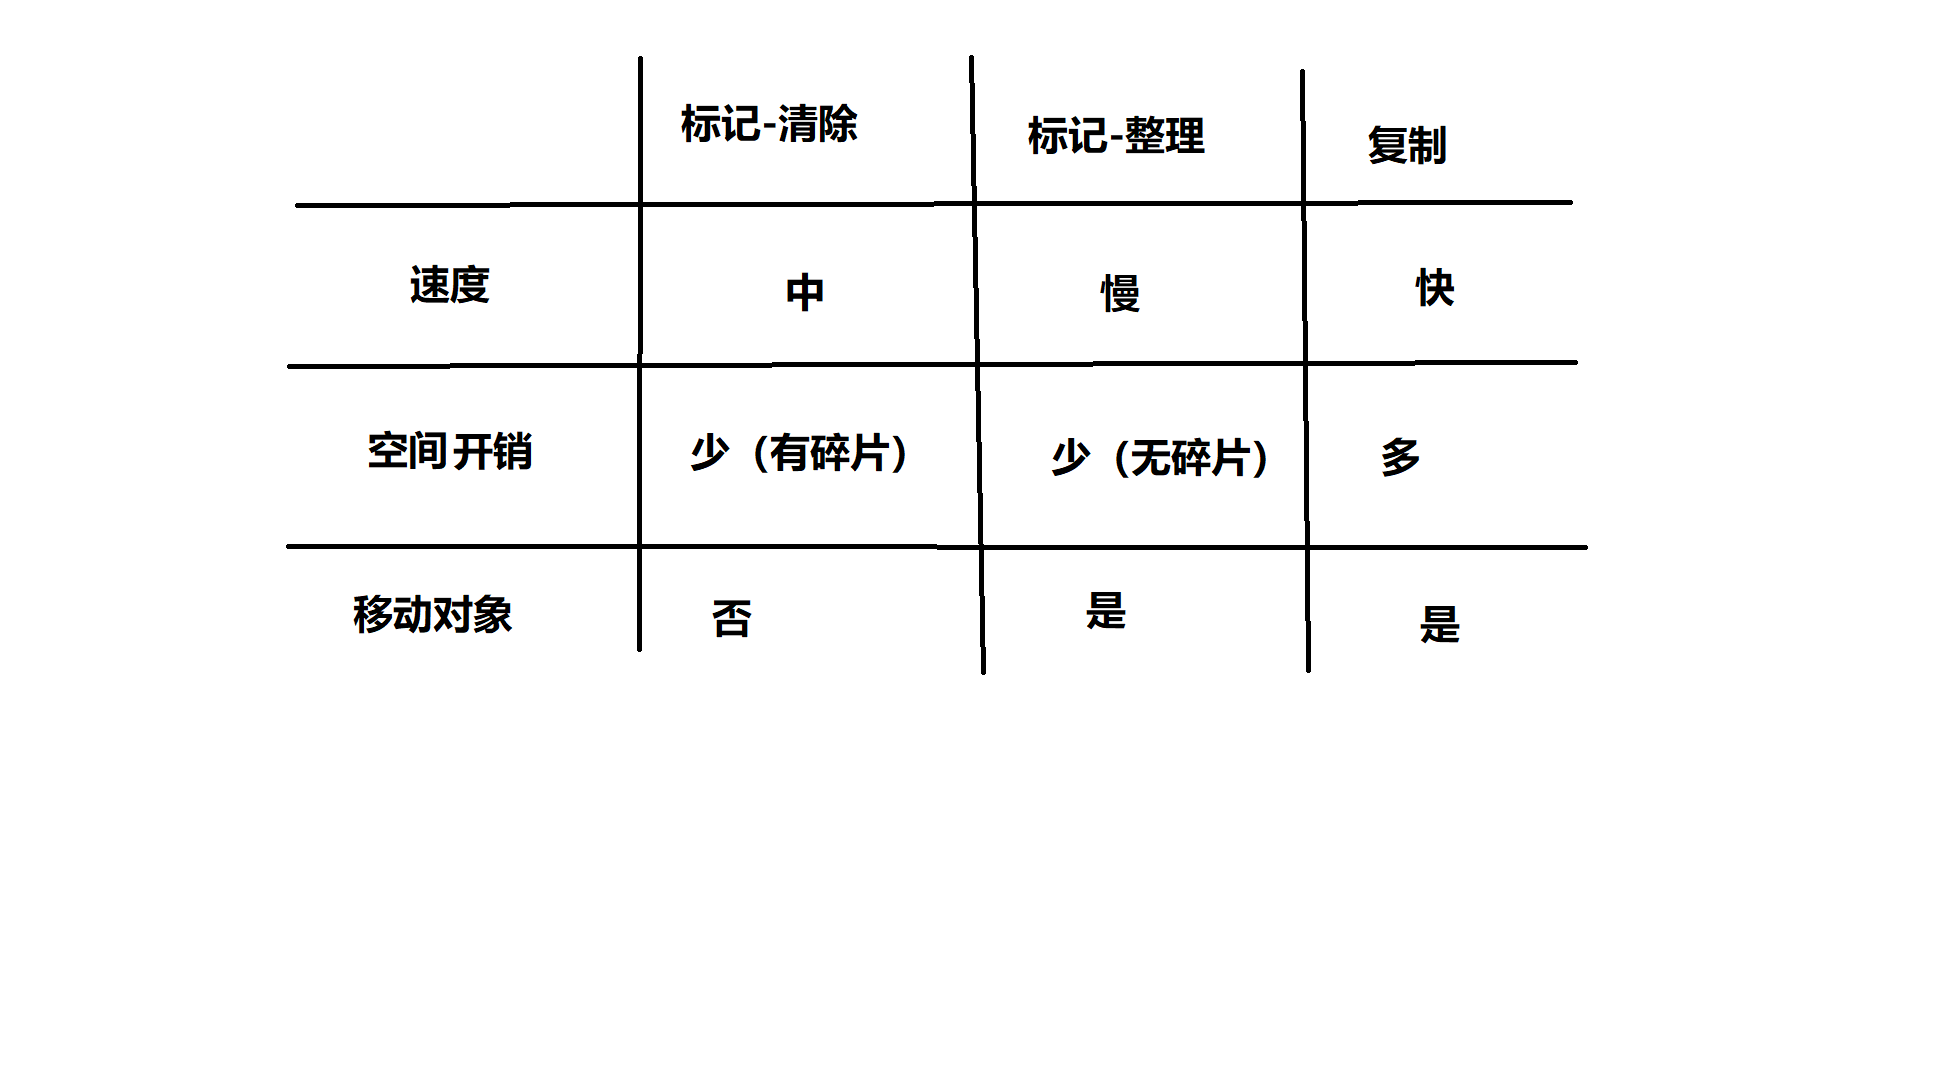 标记-清除 标记-整理 复制
速度 中 慢 快
空间开销 少（有碎片） 少（无碎片） 多
移动对象 否 是 是